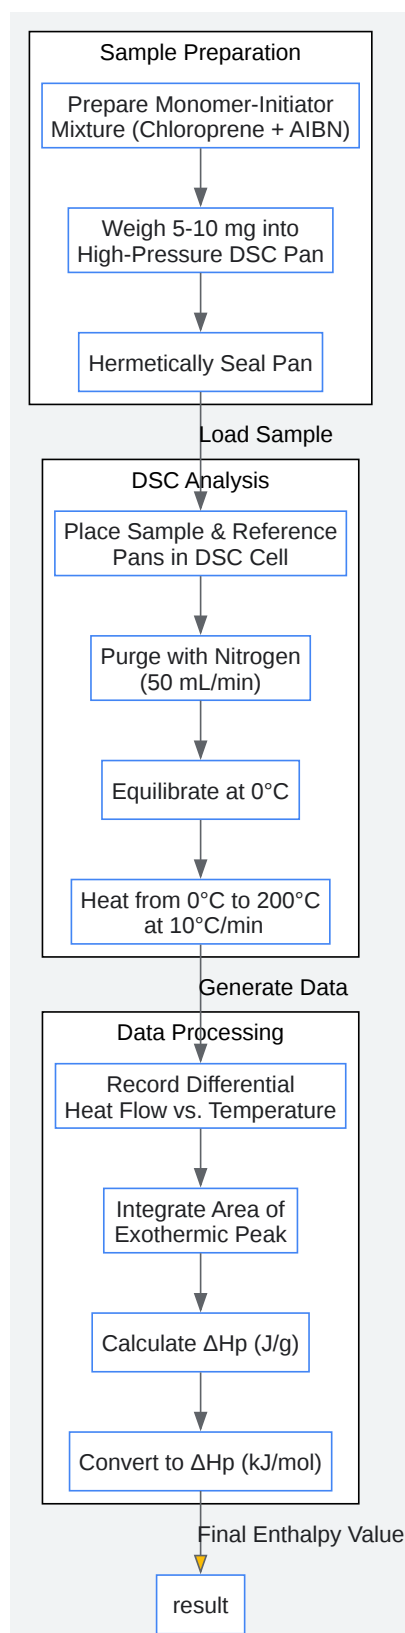 Sample Preparation
Prepare Monomer-Initiator
Mixture (Chloroprene + AIBN)
Weigh 5-10 mg into
High-Pressure DSC Pan
Hermetically Seal Pan
Load Sample
DSC Analysis
Place Sample & Reference
Pans in DSC Cell
Purge with Nitrogen
(50 mL/min)
Equilibrate at 0°C
Heat from 0°C to 200°C
at 10°C/min
Generate Data
Data Processing
Record Differential
Heat Flow vs. Temperature
Integrate Area of
Exothermic Peak
Calculate ΔHp (J/g)
Convert to ΔHp (kJ/mol)
Final Enthalpy Value
result